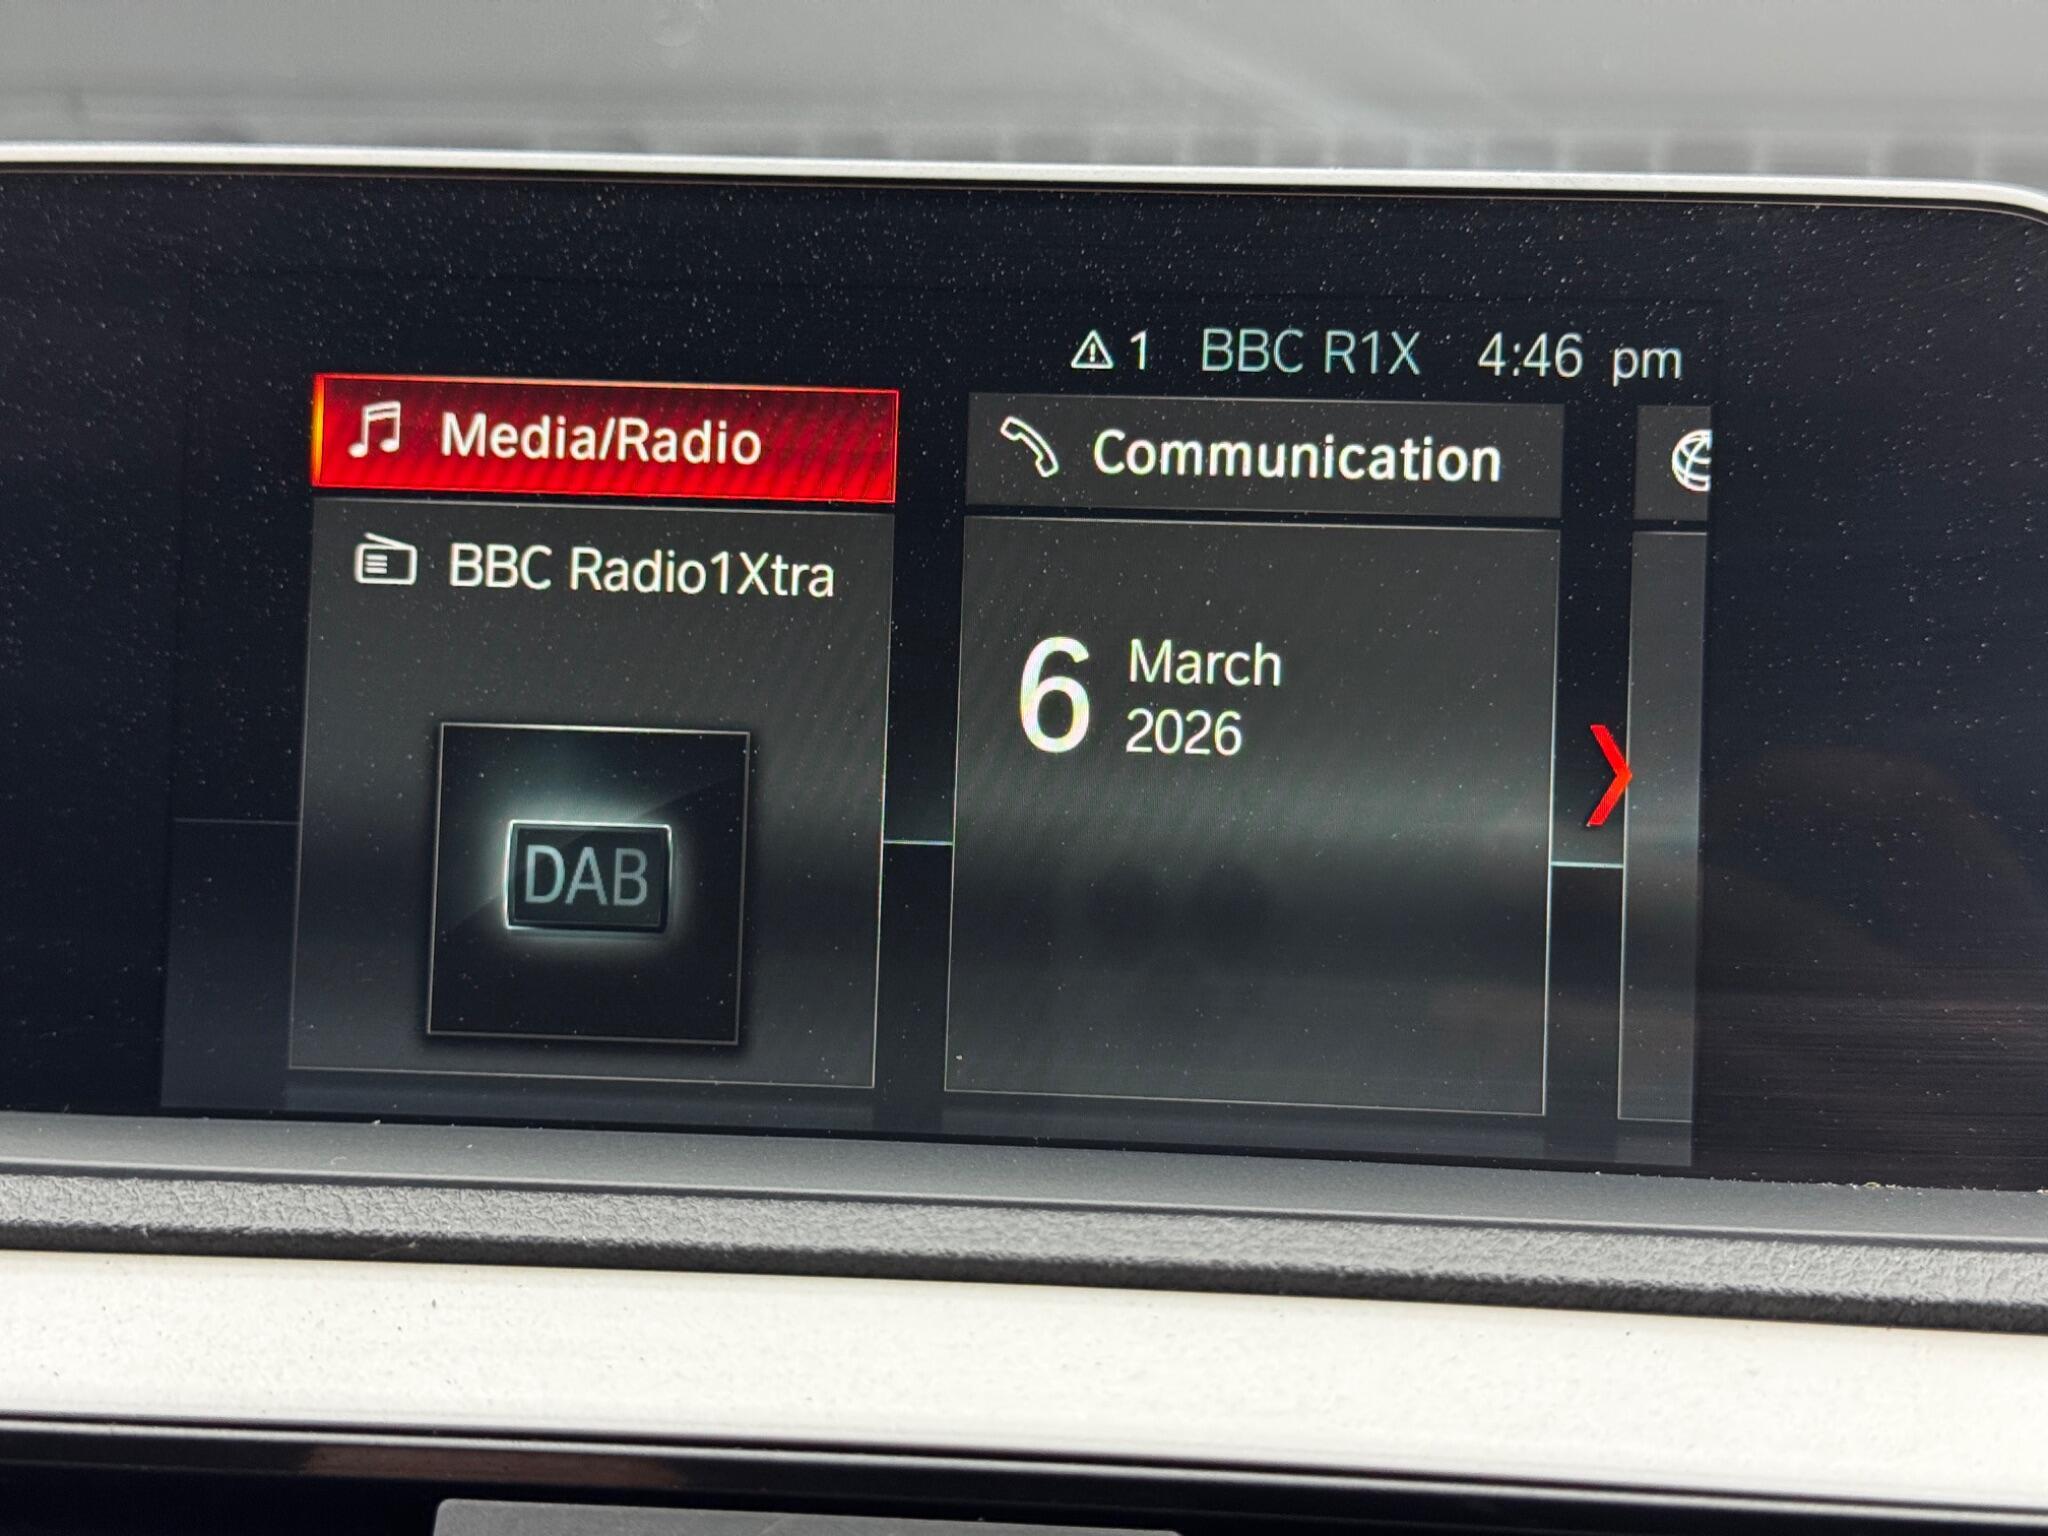 1 BBC R1X 4:46 pm
Media/Radio
Communication
BBC Radio1Xtra
6 March
2026
DAB